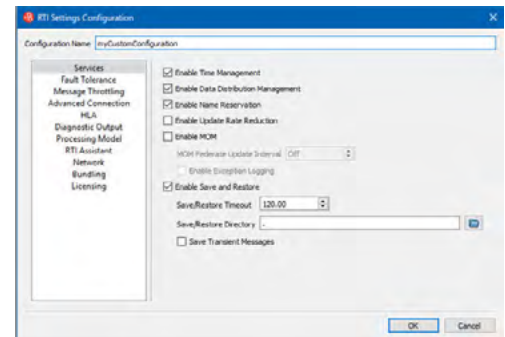 RTI Settings Configuration
Configuration Name myCustomConfiguration
Services
Fault Tolerance
Message Throttling
Advanced Connection
HLA
Diagnostic Output
Processing Model
RTI Assistant
Network
Bundling
Licensing
Enable Time Management
Enable Data Distribution Management
Enable Name Reservation
Enable Update Rate Reduction
Enable MOM
MOM Federate Update Interval Off
Enable Exception Logging
Enable Save and Restore
Save/Restore Timeout 120.00
Save/Restore Directory .
Save Transient Messages
OK Cancel